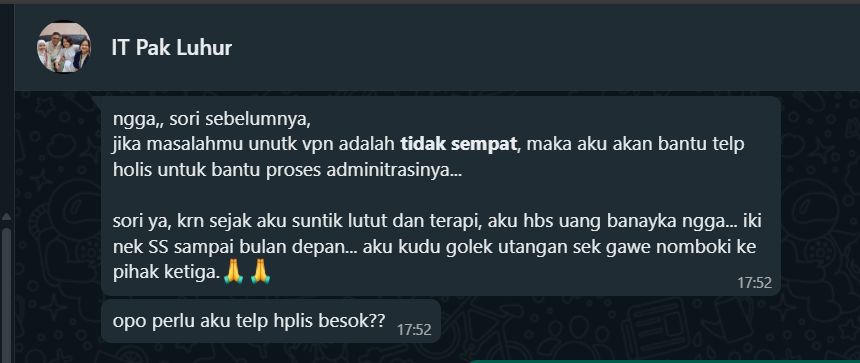 IT Pak Luhur
ngga,, sori sebelumnya,
jika masalahmu unutk vpn adalah tidak sempat, maka aku akan bantu telp
holis untuk bantu proses adminitrasinya...
sori ya, krn sejak aku suntik lutut dan terapi, aku hbs uang banayka ngga... iki
nek SS sampai bulan depan... aku kudu golek utangan sek gawe nomboki ke
pihak ketiga.🙏🙏
17:52
opo perlu aku telp hplis besok??
17:52